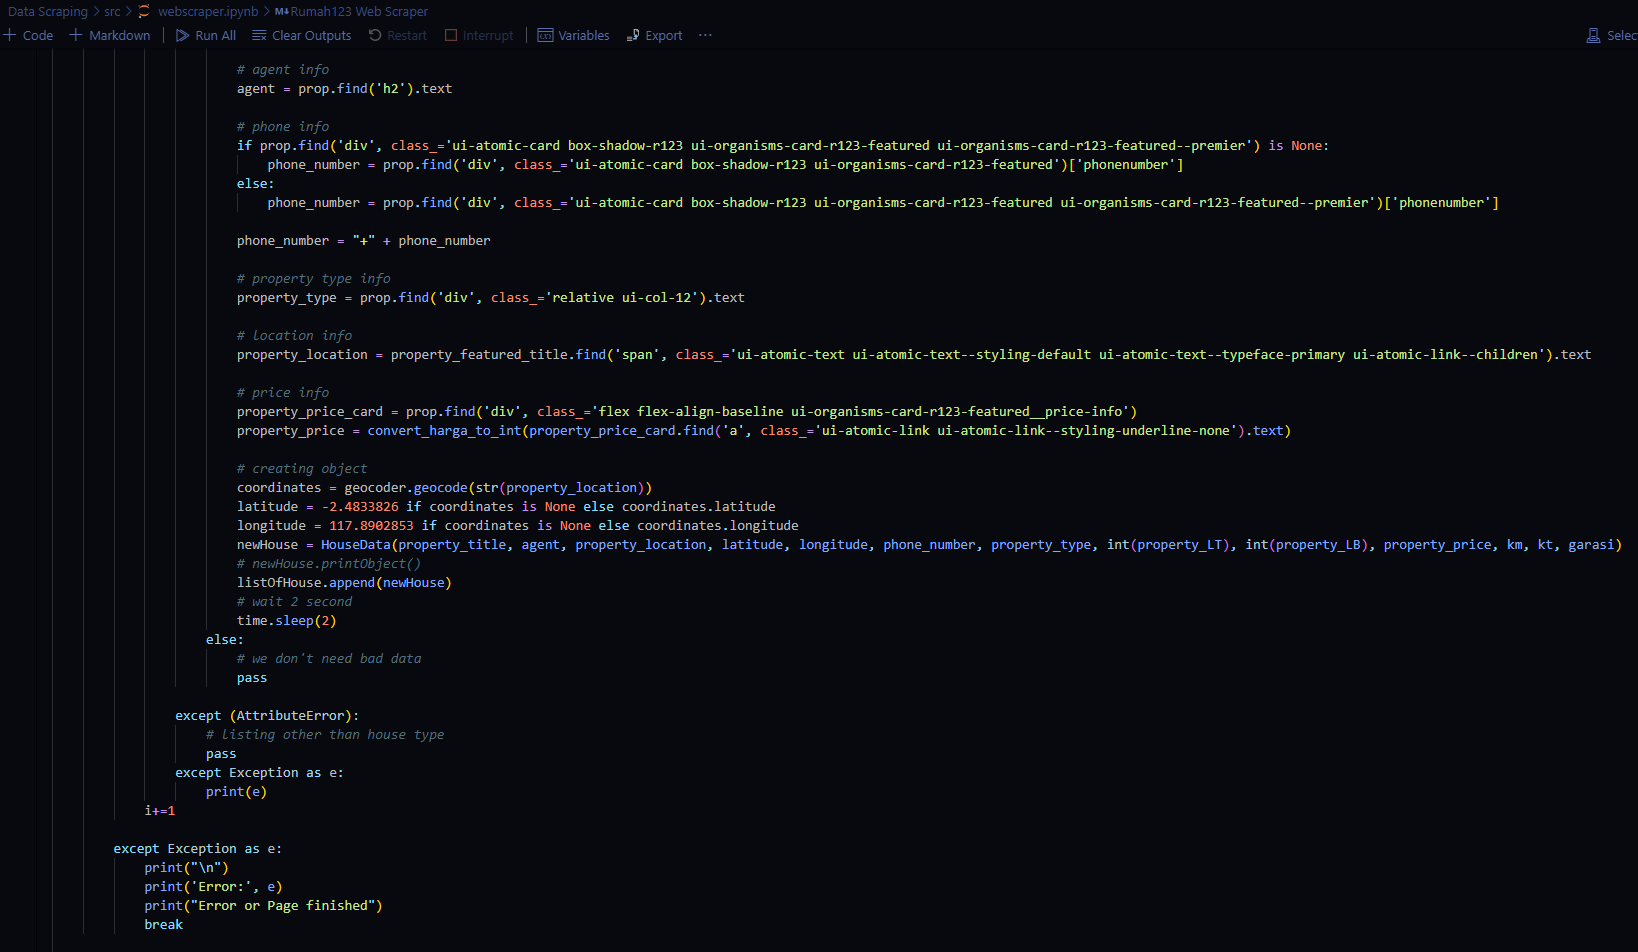 Data Scraping > src > webscraper.ipynb > M↓Rumah123 Web Scraper
+ Code + Markdown | Run All Clear Outputs Restart Interrupt | Variables Export ··· Selec
# agent info
agent = prop.find('h2').text
# phone info
if prop.find('div', class_='ui-atomic-card box-shadow-r123 ui-organisms-card-r123-featured ui-organisms-card-r123-featured--premier') is None:
phone_number = prop.find('div', class_='ui-atomic-card box-shadow-r123 ui-organisms-card-r123-featured')['phonenumber']
else:
phone_number = prop.find('div', class_='ui-atomic-card box-shadow-r123 ui-organisms-card-r123-featured ui-organisms-card-r123-featured--premier')['phonenumber']
phone_number = "+" + phone_number
# property type info
property_type = prop.find('div', class_='relative ui-col-12').text
# location info
property_location = property_featured_title.find('span', class_='ui-atomic-text ui-atomic-text--styling-default ui-atomic-text--typeface-primary ui-atomic-link--children').text
# price info
property_price_card = prop.find('div', class_='flex flex-align-baseline ui-organisms-card-r123-featured__price-info')
property_price = convert_harga_to_int(property_price_card.find('a', class_='ui-atomic-link ui-atomic-link--styling-underline-none').text)
# creating object
coordinates = geocoder.geocode(str(property_location))
latitude = -2.4833826 if coordinates is None else coordinates.latitude
longitude = 117.8902853 if coordinates is None else coordinates.longitude
newHouse = HouseData(property_title, agent, property_location, latitude, longitude, phone_number, property_type, int(property_LT), int(property_LB), property_price, km, kt, garasi)
# newHouse.printObject()
listOfHouse.append(newHouse)
# wait 2 second
time.sleep(2)
else:
# we don't need bad data
pass
except (AttributeError):
# listing other than house type
pass
except Exception as e:
print(e)
i+=1
except Exception as e:
print("\n")
print('Error:', e)
print("Error or Page finished")
break